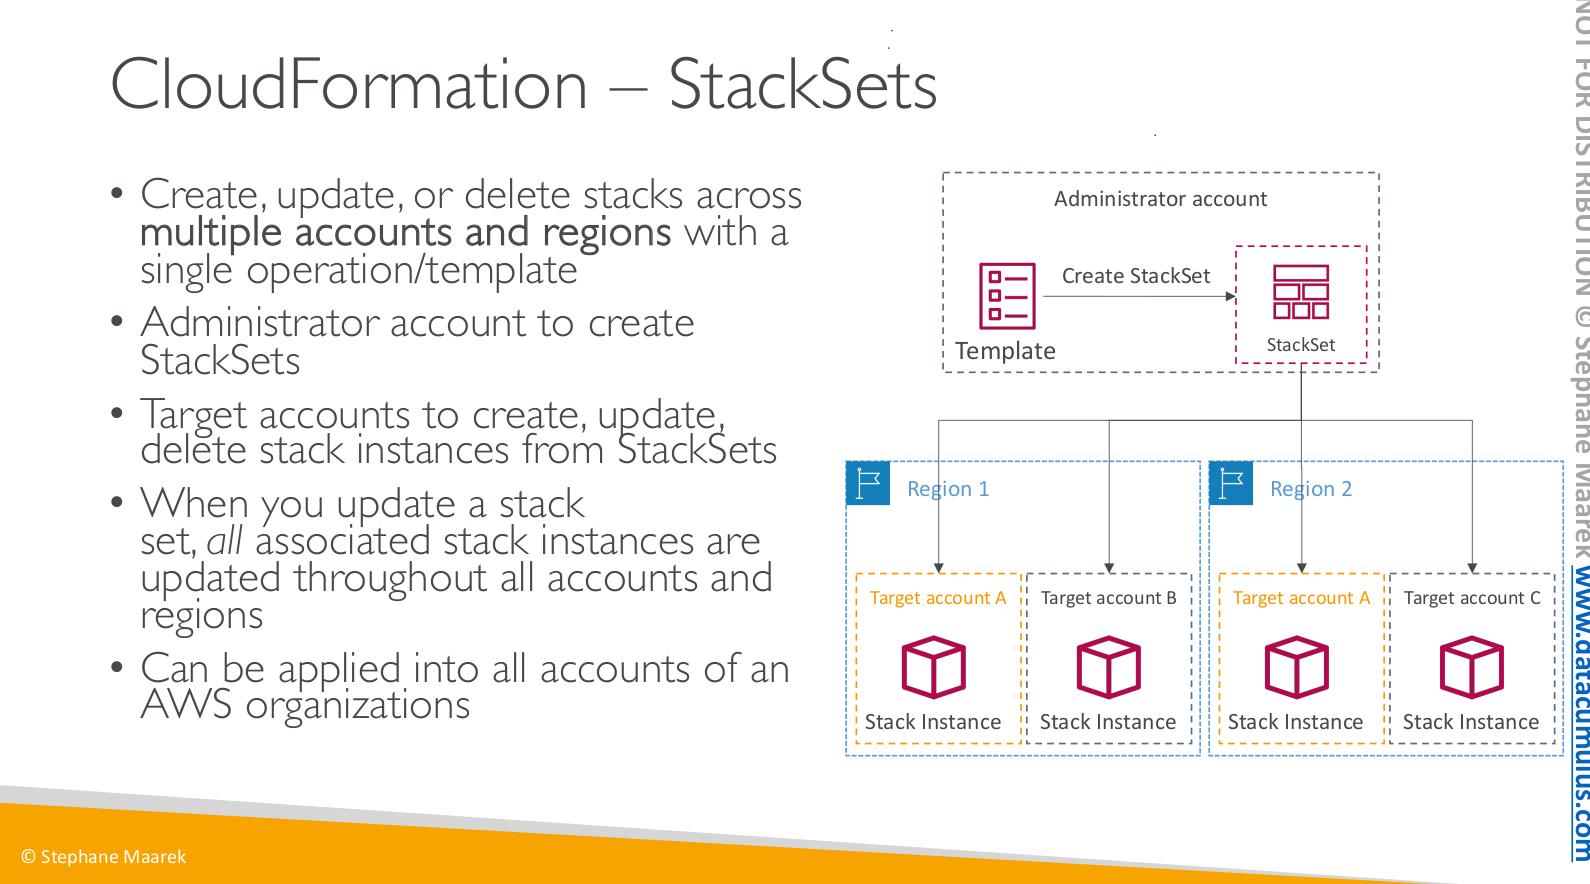 CloudFormation – StackSets
• Create, update, or delete stacks across
multiple accounts and regions with a
single operation/template
• Administrator account to create
StackSets
• Target accounts to create, update,
delete stack instances from StackSets
• When you update a stack
set, all associated stack instances are
updated throughout all accounts and
regions
• Can be applied into all accounts of an
AWS organizations
Administrator account
Create StackSet
Template
StackSet
Region 1
Region 2
Target account A
Target account B
Target account A
Target account C
Stack Instance
Stack Instance
Stack Instance
Stack Instance
© Stephane Maarek
NOT FOR DISTRIBUTION © Stephane Maarek www.datacumulus.com